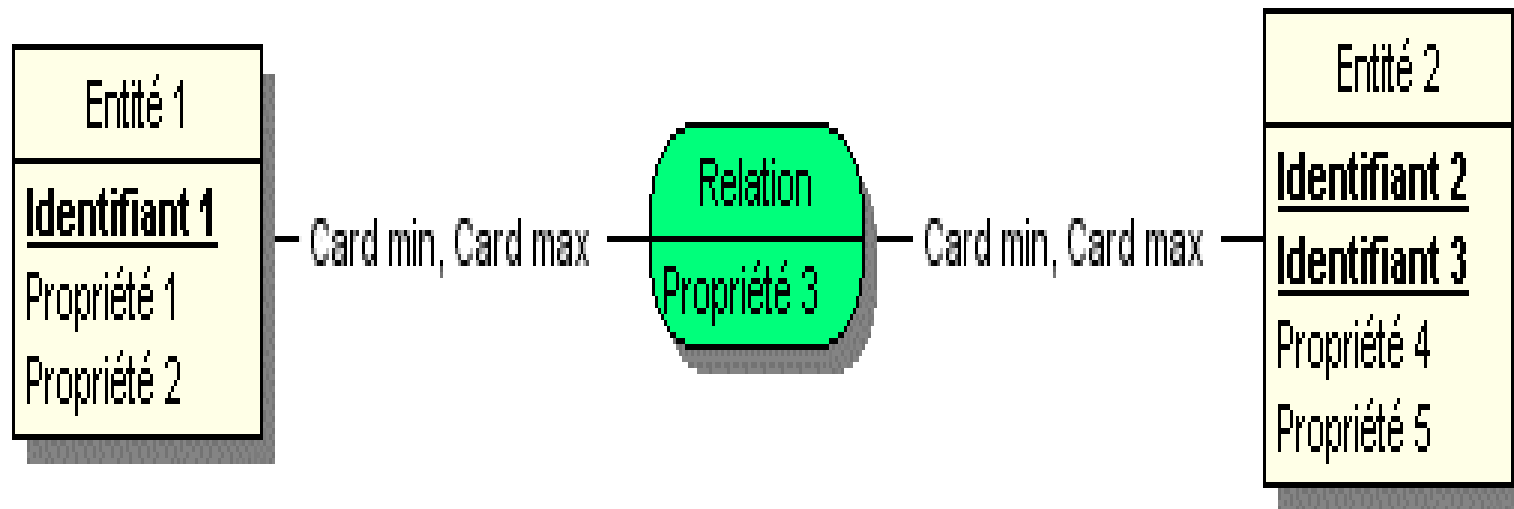 Entité 1
Identifiant 1
Propriété 1
Propriété 2
Card min, Card max
Relation
Propriété 3
Card min, Card max
Entité 2
Identifiant 2
Identifiant 3
Propriété 4
Propriété 5